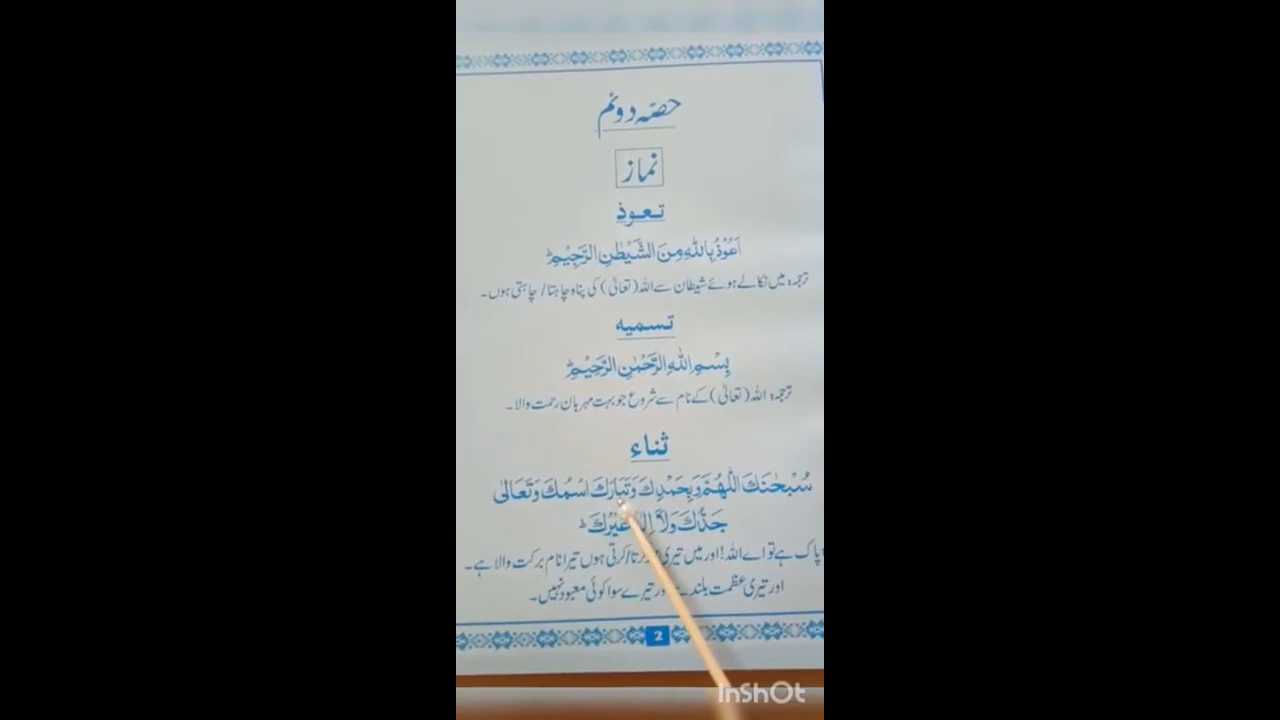 حصّہ دوئم
نماز
تعوذ
اَعُوْذُ بِاللّٰهِ مِنَ الشَّيْطٰنِ الرَّجِيْمِ ؕ
ترجمہ: میں نکالے ہوئے شیطان سے اللہ (تعالیٰ) کی پناہ چاہتا/ چاہتی ہوں۔
تسمیہ
بِسْمِ اللّٰهِ الرَّحْمٰنِ الرَّحِيْمِ ؕ
ترجمہ: اللہ (تعالیٰ) کے نام سے شروع جو بہت مہربان رحمت والا۔
ثناء
سُبْحٰنَكَ اللّٰهُمَّ وَبِحَمْدِكَ وَتَبَارَكَ اسْمُكَ وَتَعَالٰى
جَدُّكَ وَلَآ غَيْرُكَ ؕ
پاک ہے تو اے اللہ! اور میں تیری کرتا/کرتی ہوں تیرا نام برکت والا ہے۔
اور تیری عظمت بلند تیرے سوا کوئی معبود نہیں۔
2
InShOt